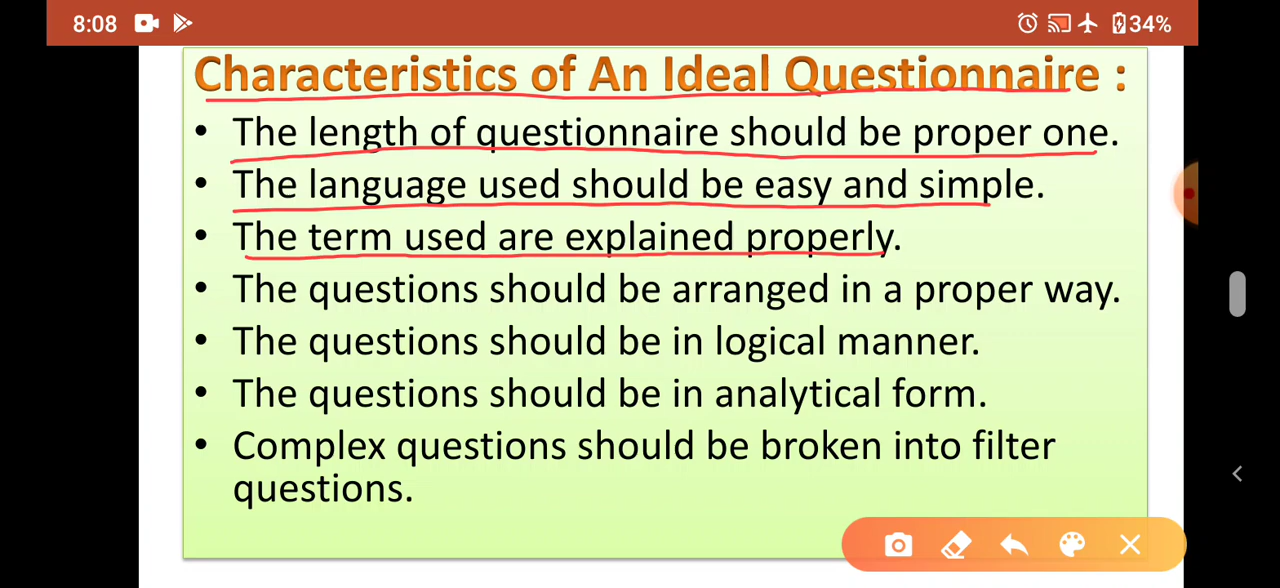 8:08
34%
Characteristics of An Ideal Questionnaire :
• The length of questionnaire should be proper one.
• The language used should be easy and simple.
• The term used are explained properly.
• The questions should be arranged in a proper way.
• The questions should be in logical manner.
• The questions should be in analytical form.
• Complex questions should be broken into filter
questions.